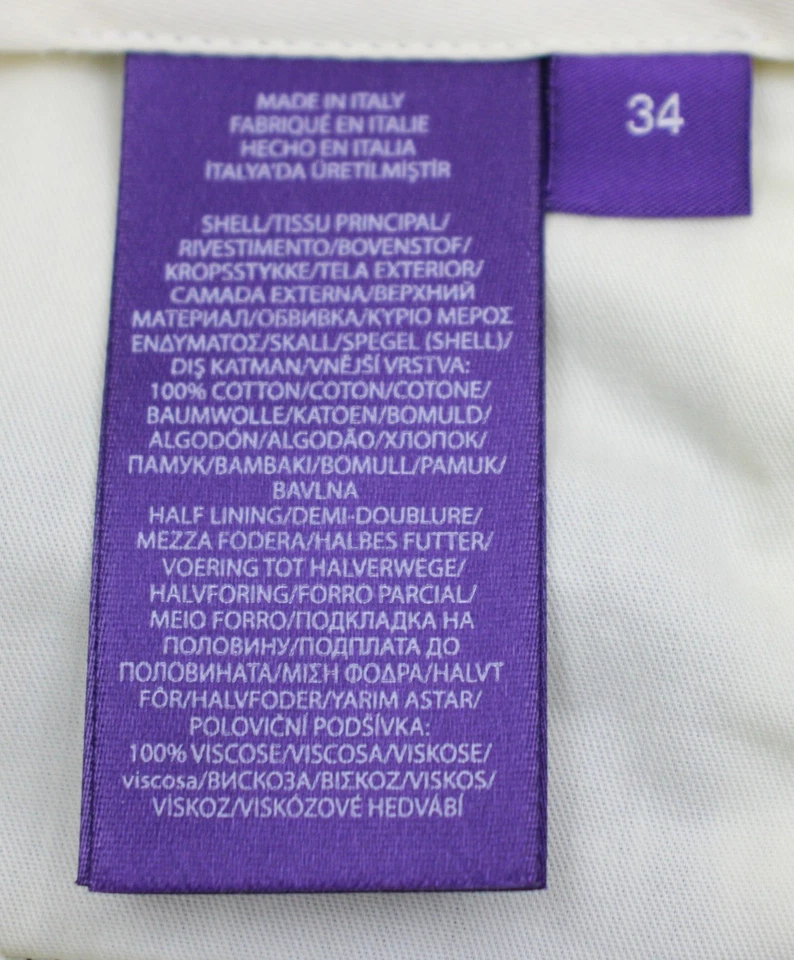 MADE IN ITALY
FABRIQUÉ EN ITALIE
HECHO EN ITALIA
İTALYA'DA ÜRETİLMİŞTİR
34
SHELL/TISSU PRINCIPAL/
RIVESTIMENTO/BOVENSTOF/
KROPSSTYKKE/TELA EXTERIOR/
CAMADA EXTERNA/ВЕРХНИЙ
МАТЕРИАЛ/ОБВИВКА/ΚΥΡΙΟ ΜΕΡΟΣ
ΕΝΔΥΜΑΤΟΣ/SKALL/SPEGEL (SHELL)/
DIŞ KATMAN/VNĚJŠÍ VRSTVA:
100% COTTON/COTON/COTONE/
BAUMWOLLE/KATOEN/BOMULD/
ALGODÓN/ALGODÃO/ХЛОПОК/
ПАМУК/ΒΑΜΒΑΚΙ/BOMULL/PAMUK/
BAVLNA
HALF LINING/DEMI-DOUBLURE/
MEZZA FODERA/HALBES FUTTER/
VOERING TOT HALVERWEGE/
HALVFORING/FORRO PARCIAL/
MEIO FORRO/ПОДКЛАДКА НА
ПОЛОВИНУ/ПОДПЛАТА ДО
ПОЛОВИНАТА/ΜΙΣΗ ΦΟΔΡΑ/HALVT
FÔR/HALVFODER/YARIM ASTAR/
POLOVIČNÍ PODŠÍVKA:
100% VISCOSE/VISCOSA/VISKOSE/
viscosa/ВИСКОЗА/ΒΙΣΚΟΖ/VISKOS/
VİSKOZ/VISKÓZOVÉ HEDVÁBÍ